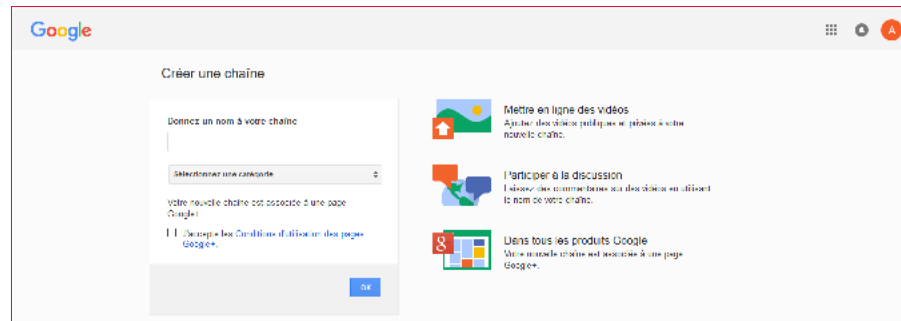 Google
A
Créer une chaîne
Donnez un nom à votre chaîne
Sélectionnez une catégorie
Votre nouvelle chaîne est associée à une page
Google+.
J'accepte les Conditions d'utilisation des pages
Google+.
OK
Mettre en ligne des vidéos
Ajoutez des vidéos publiques et privées à votre
nouvelle chaîne.
Participer à la discussion
Laissez des commentaires sur des vidéos en utilisant
le nom de votre chaîne.
8
Dans tous les produits Google
Votre nouvelle chaîne est associée à une page
Google+.